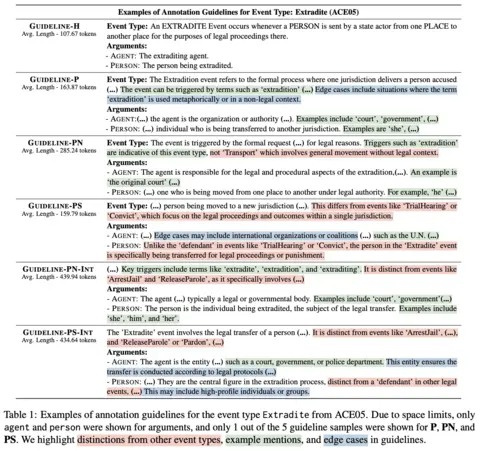 Examples of Annotation Guidelines for Event Type: Extradite (ACE05)
GUIDELINE-H
Avg. Length - 107.67 tokens
Event Type: An EXTRADITE Event occurs whenever a PERSON is sent by a state actor from one PLACE to
another place for the purposes of legal proceedings there.
Arguments:
- AGENT: The extraditing agent.
- PERSON: The person being extradited.
GUIDELINE-P
Avg. Length - 163.87 tokens
Event Type: The Extradition event refers to the formal process where one jurisdiction delivers a person accused
(...) The event can be triggered by terms such as 'extradition' (...) Edge cases include situations where the term
'extradition' is used metaphorically or in a non-legal context.
Arguments:
- AGENT:(...) the agent is the organization or authority (...). Examples include 'court', 'government', (...)
- PERSON: (...) individual who is being transferred to another jurisdiction. Examples are 'she', (...)
GUIDELINE-PN
Avg. Length - 285.24 tokens
Event Type: The event is triggered by the formal request (...) for legal reasons. Triggers such as 'extradition'
are indicative of this event type, not 'Transport' which involves general movement without legal context.
Arguments:
- AGENT: The agent is responsible for the legal and procedural aspects of the extradition,(...). An example is
'the original court' (...)
- PERSON: (...) one who is being moved from one place to another under legal authority. For example, 'he' (...)
GUIDELINE-PS
Avg. Length - 159.79 tokens
Event Type: (...) person being moved to a new jurisdiction (...). This differs from events like 'TrialHearing' or
'Convict', which focus on the legal proceedings and outcomes within a single jurisdiction.
Arguments:
- AGENT: (...) Edge cases may include international organizations or coalitions (...) such as the U.N. (...)
- PERSON: Unlike the 'defendant' in events like 'TrialHearing' or 'Convict', the person in the 'Extradite' event
is specifically being transferred for legal proceedings or punishment.
GUIDELINE-PN-INT
Avg. Length - 439.94 tokens
(...) Key triggers include terms like 'extradite', 'extradition', and 'extraditing'. It is distinct from events like
'ArrestJail' and 'ReleaseParole', as it specifically involves (...)
Arguments:
- AGENT: The agent (...) typically a legal or governmental body. Examples include 'court', 'government'(...)
- PERSON: The person is the individual being extradited, the subject of the legal transfer. Examples include
'she', 'him', and 'her'.
GUIDELINE-PS-INT
Avg. Length - 434.64 tokens
The 'Extradite' event involves the legal transfer of a person (...). It is distinct from events like 'ArrestJail', (...),
and 'ReleaseParole' or 'Pardon', (...)
Arguments:
- AGENT: The agent is the entity (...) such as a court, government, or police department. This entity ensures the
transfer is conducted according to legal protocols (...)
- PERSON: (...) They are the central figure in the extradition process, distinct from a 'defendant' in other legal
events, (...) This may include high-profile individuals or groups.
Table 1: Examples of annotation guidelines for the event type Extradite from ACE05. Due to space limits, only
agent and person were shown for arguments, and only 1 out of the 5 guideline samples were shown for P, PN, and
PS. We highlight distinctions from other event types, example mentions, and edge cases in guidelines.